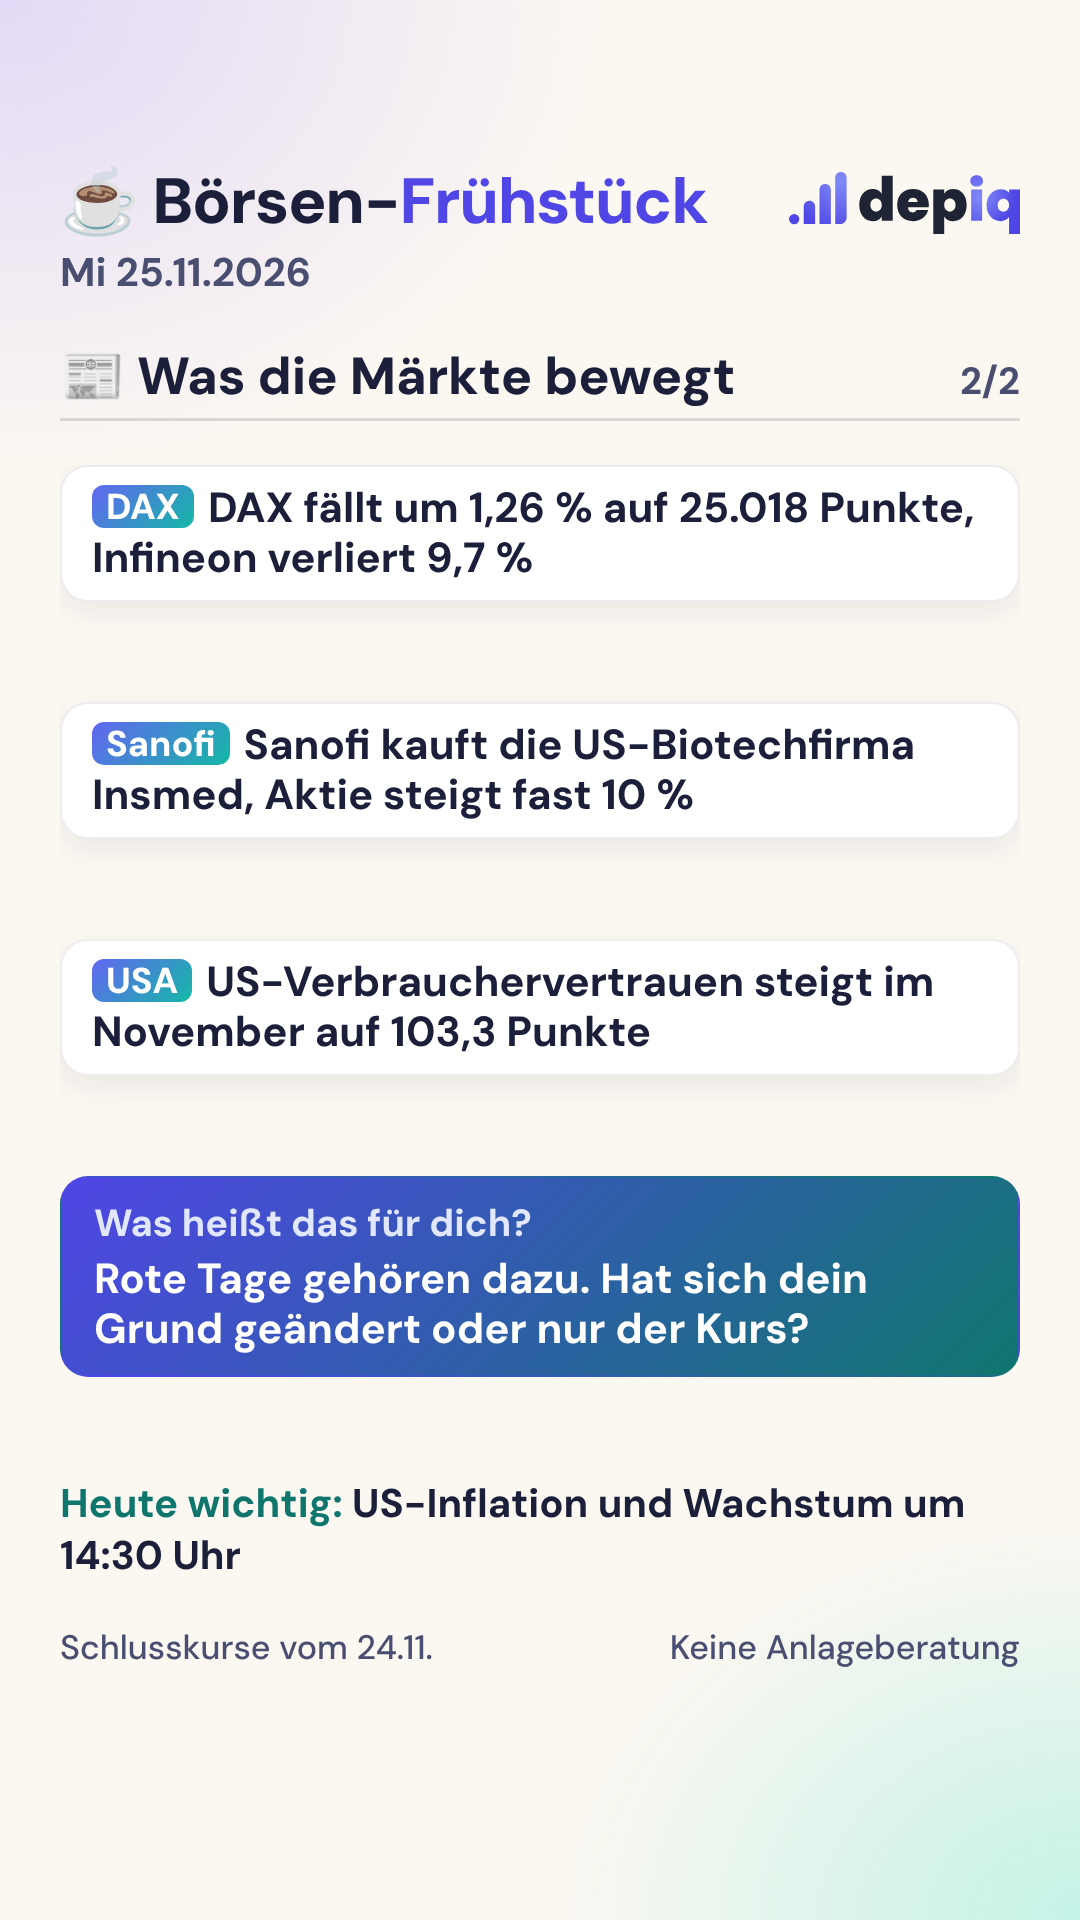 Börsen-Frühstück
depiq
Mi 25.11.2026
Was die Märkte bewegt
2/2
DAX DAX fällt um 1,26 % auf 25.018 Punkte,
Infineon verliert 9,7 %
Sanofi Sanofi kauft die US-Biotechfirma
Insmed, Aktie steigt fast 10 %
USA US-Verbrauchervertrauen steigt im
November auf 103,3 Punkte
Was heißt das für dich?
Rote Tage gehören dazu. Hat sich dein
Grund geändert oder nur der Kurs?
Heute wichtig: US-Inflation und Wachstum um
14:30 Uhr
Schlusskurse vom 24.11.
Keine Anlageberatung